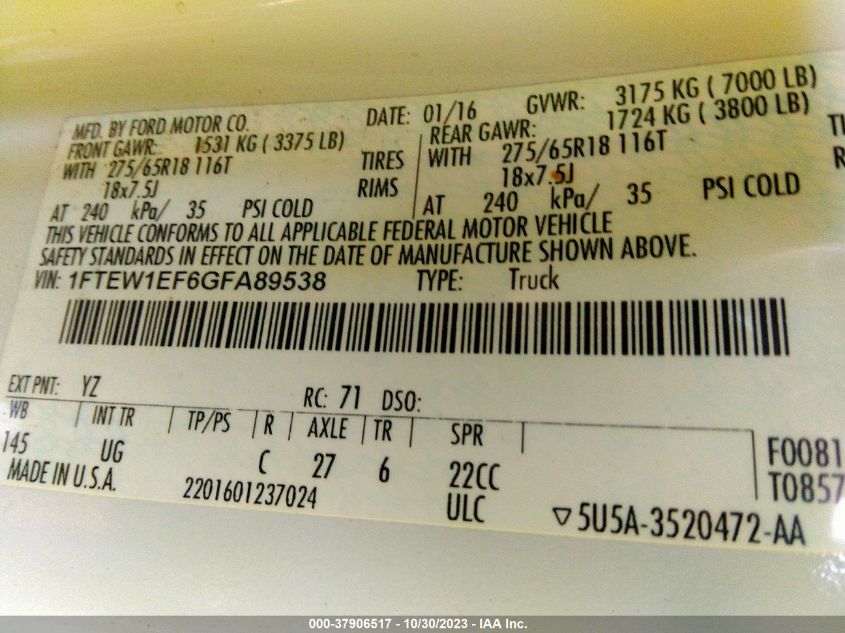 MFD. BY FORD MOTOR CO. DATE: 01/16 GVWR: 3175 KG ( 7000 LB)
FRONT GAWR: 1531 KG ( 3375 LB) REAR GAWR: 1724 KG ( 3800 LB)
WITH 275/65R18 116T TIRES WITH 275/65R18 116T
18x7.5J RIMS 18x7.5J
AT 240 kPa/ 35 PSI COLD AT 240 kPa/ 35 PSI COLD
THIS VEHICLE CONFORMS TO ALL APPLICABLE FEDERAL MOTOR VEHICLE
SAFETY STANDARDS IN EFFECT ON THE DATE OF MANUFACTURE SHOWN ABOVE.
VIN: 1FTEW1EF6GFA89538 TYPE: Truck
EXT PNT: YZ RC: 71 DSO:
WB | INT TR | TP/PS | R | AXLE | TR | SPR
145 UG C 27 6 22CC F0081
MADE IN U.S.A. 2201601237024 ULC T0857
▽5U5A-3520472-AA
000-37906517 - 10/30/2023 - IAA Inc.